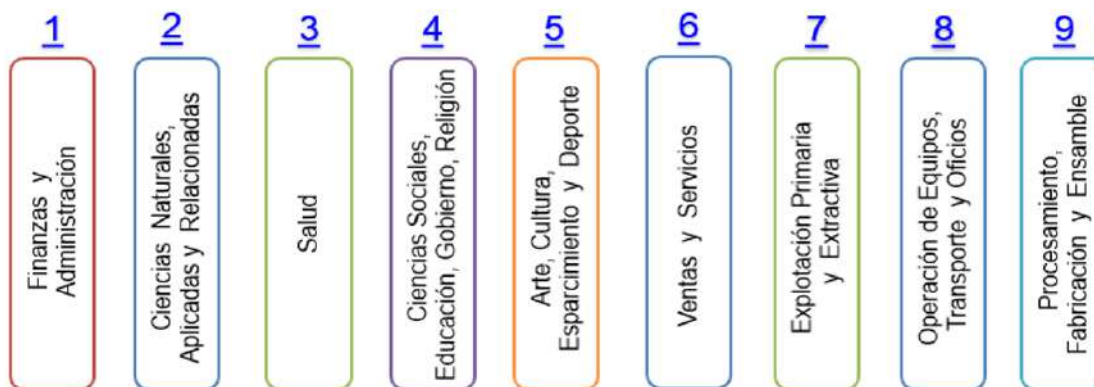 1
2
3
4
5
6
7
8
9
Finanzas y
Administración
Ciencias Naturales,
Aplicadas y Relacionadas
Salud
Ciencias Sociales,
Educación, Gobierno, Religión
Arte, Cultura,
Esparcimiento y Deporte
Ventas y Servicios
Explotación Primaria
y Extractiva
Operación de Equipos,
Transporte y Oficios
Procesamiento,
Fabricación y Ensamble